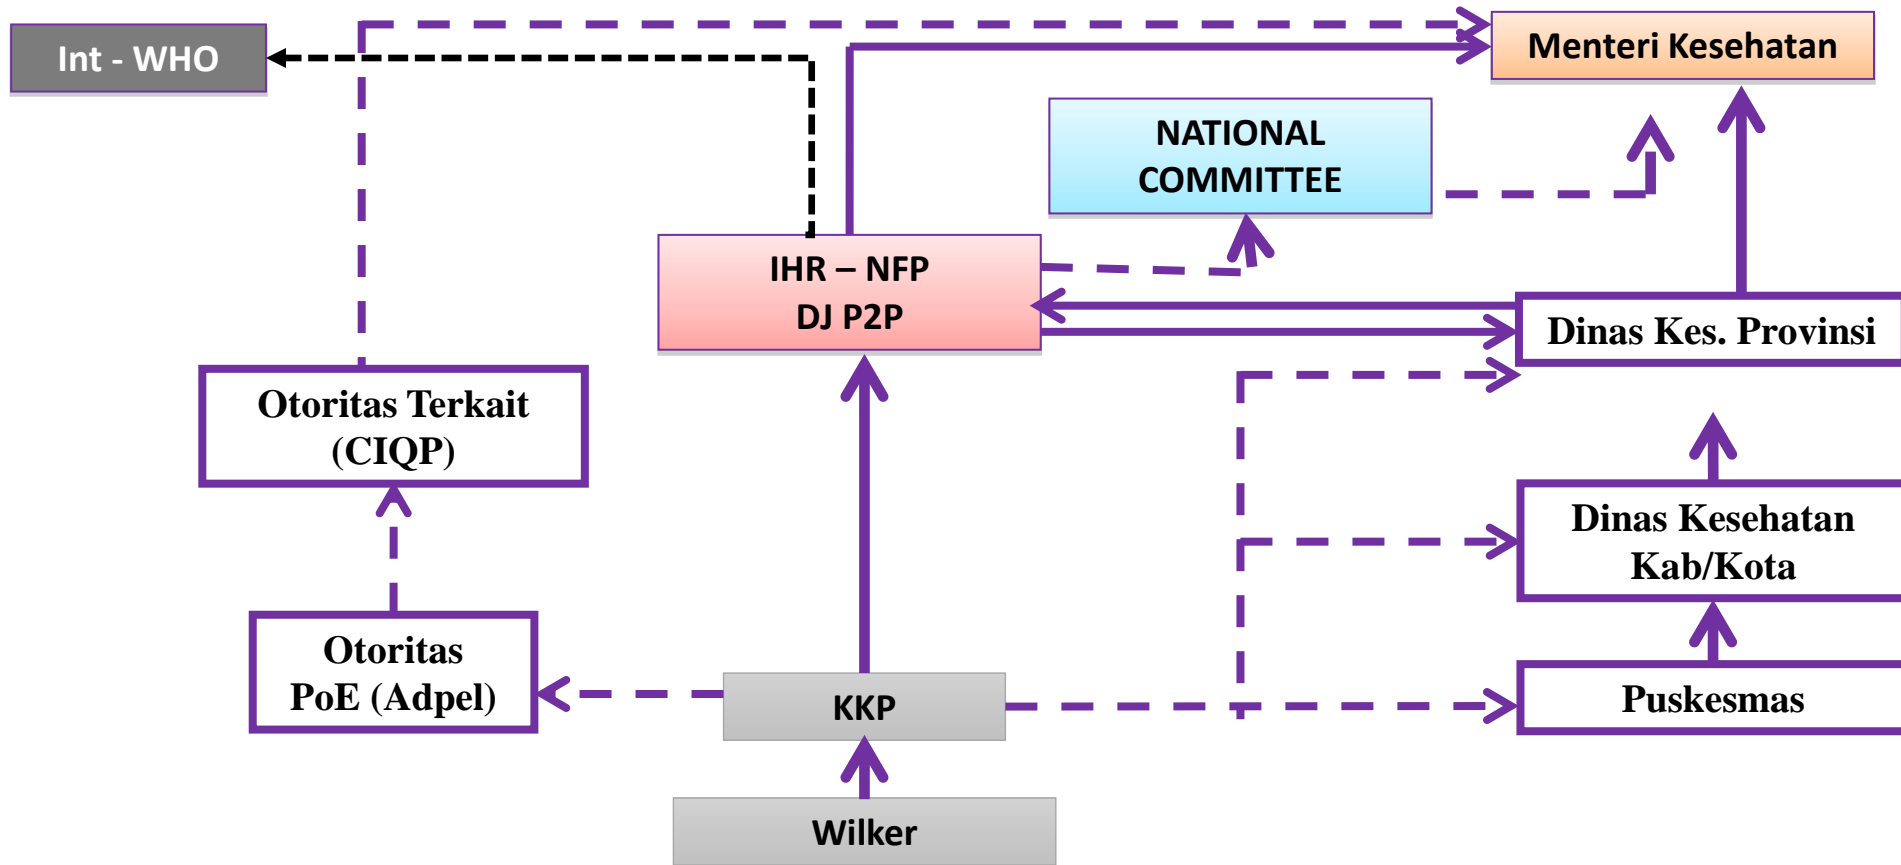 Int - WHO
Menteri Kesehatan
NATIONAL
COMMITTEE
IHR – NFP
DJ P2P
Dinas Kes. Provinsi
Otoritas Terkait
(CIQP)
Dinas Kesehatan
Kab/Kota
Otoritas
PoE (Adpel)
KKP
Puskesmas
Wilker